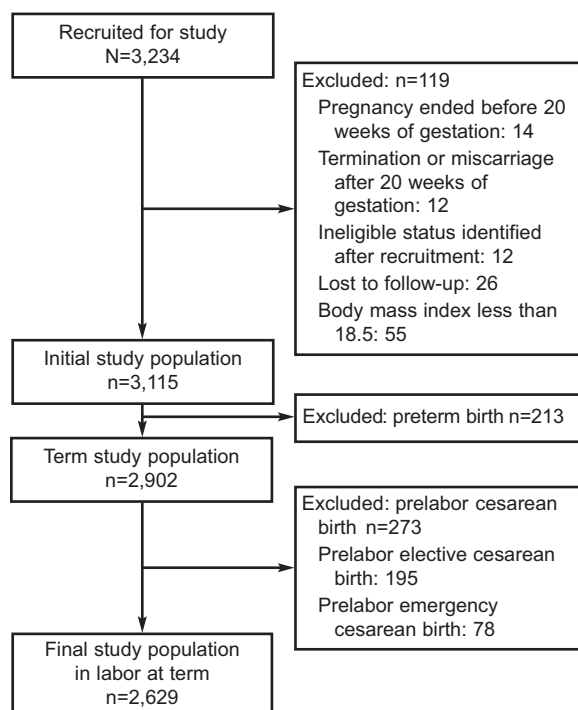 Recruited for study
N=3,234
Excluded: n=119
Pregnancy ended before 20
weeks of gestation: 14
Termination or miscarriage
after 20 weeks of
gestation: 12
Ineligible status identified
after recruitment: 12
Lost to follow-up: 26
Body mass index less than
18.5: 55
Initial study population
n=3,115
Excluded: preterm birth n=213
Term study population
n=2,902
Excluded: prelabor cesarean
birth n=273
Prelabor elective cesarean
birth: 195
Prelabor emergency
cesarean birth: 78
Final study population
in labor at term
n=2,629